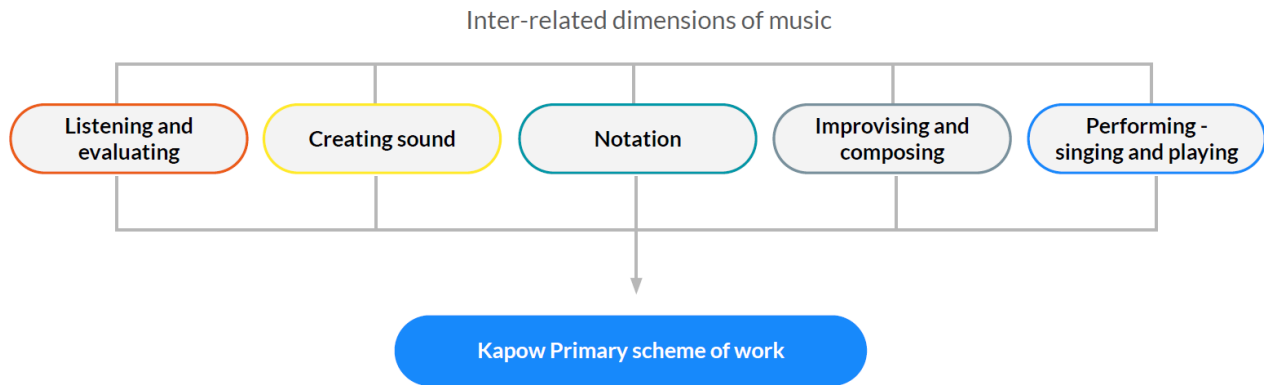 Inter-related dimensions of music
Listening and
evaluating
Creating sound
Notation
Improvising and
composing
Performing -
singing and playing
Kapow Primary scheme of work